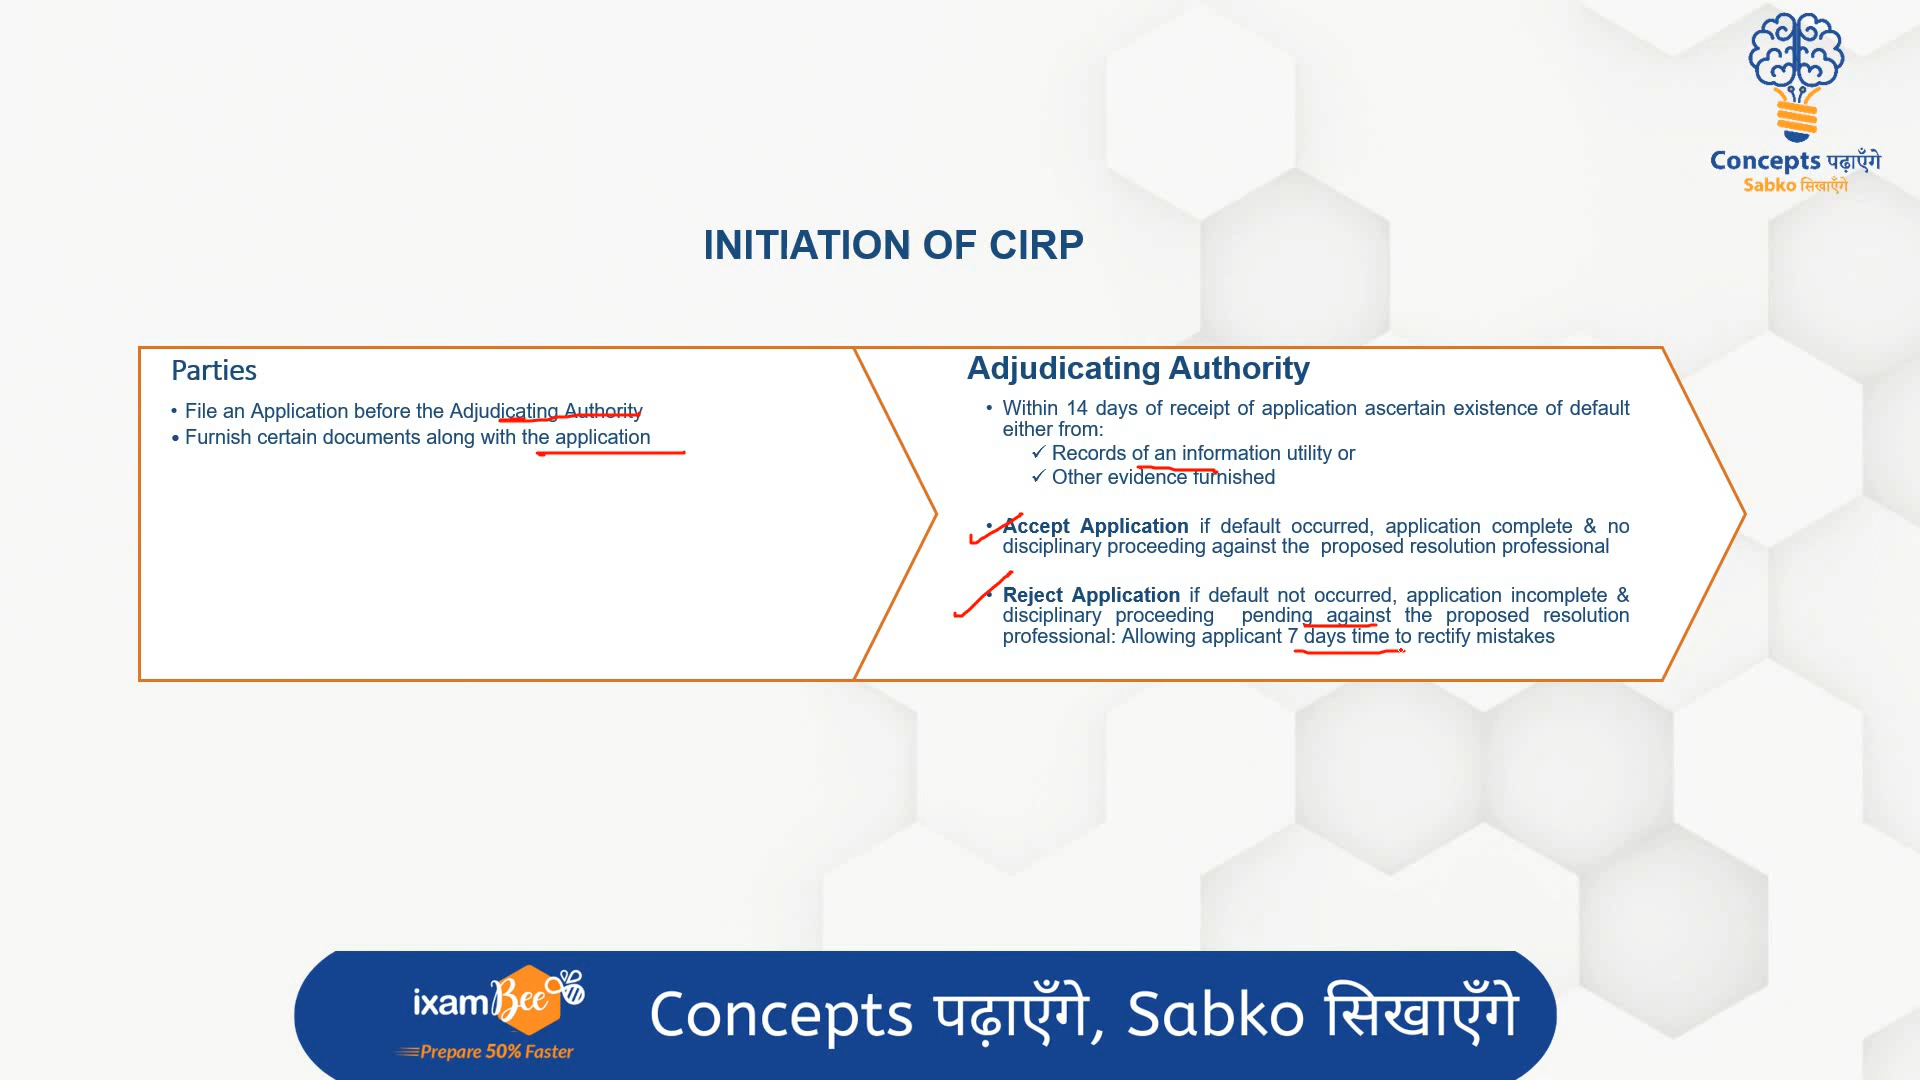 Concepts पढ़ाएँगे
Sabko सिखाएँगे
INITIATION OF CIRP
Parties
• File an Application before the Adjudicating Authority
• Furnish certain documents along with the application
Adjudicating Authority
• Within 14 days of receipt of application ascertain existence of default
either from:
✓ Records of an information utility or
✓ Other evidence furnished
• Accept Application if default occurred, application complete & no
disciplinary proceeding against the proposed resolution professional
• Reject Application if default not occurred, application incomplete &
disciplinary proceeding pending against the proposed resolution
professional: Allowing applicant 7 days time to rectify mistakes
ixamBee
Prepare 50% Faster
Concepts पढ़ाएँगे, Sabko सिखाएँगे